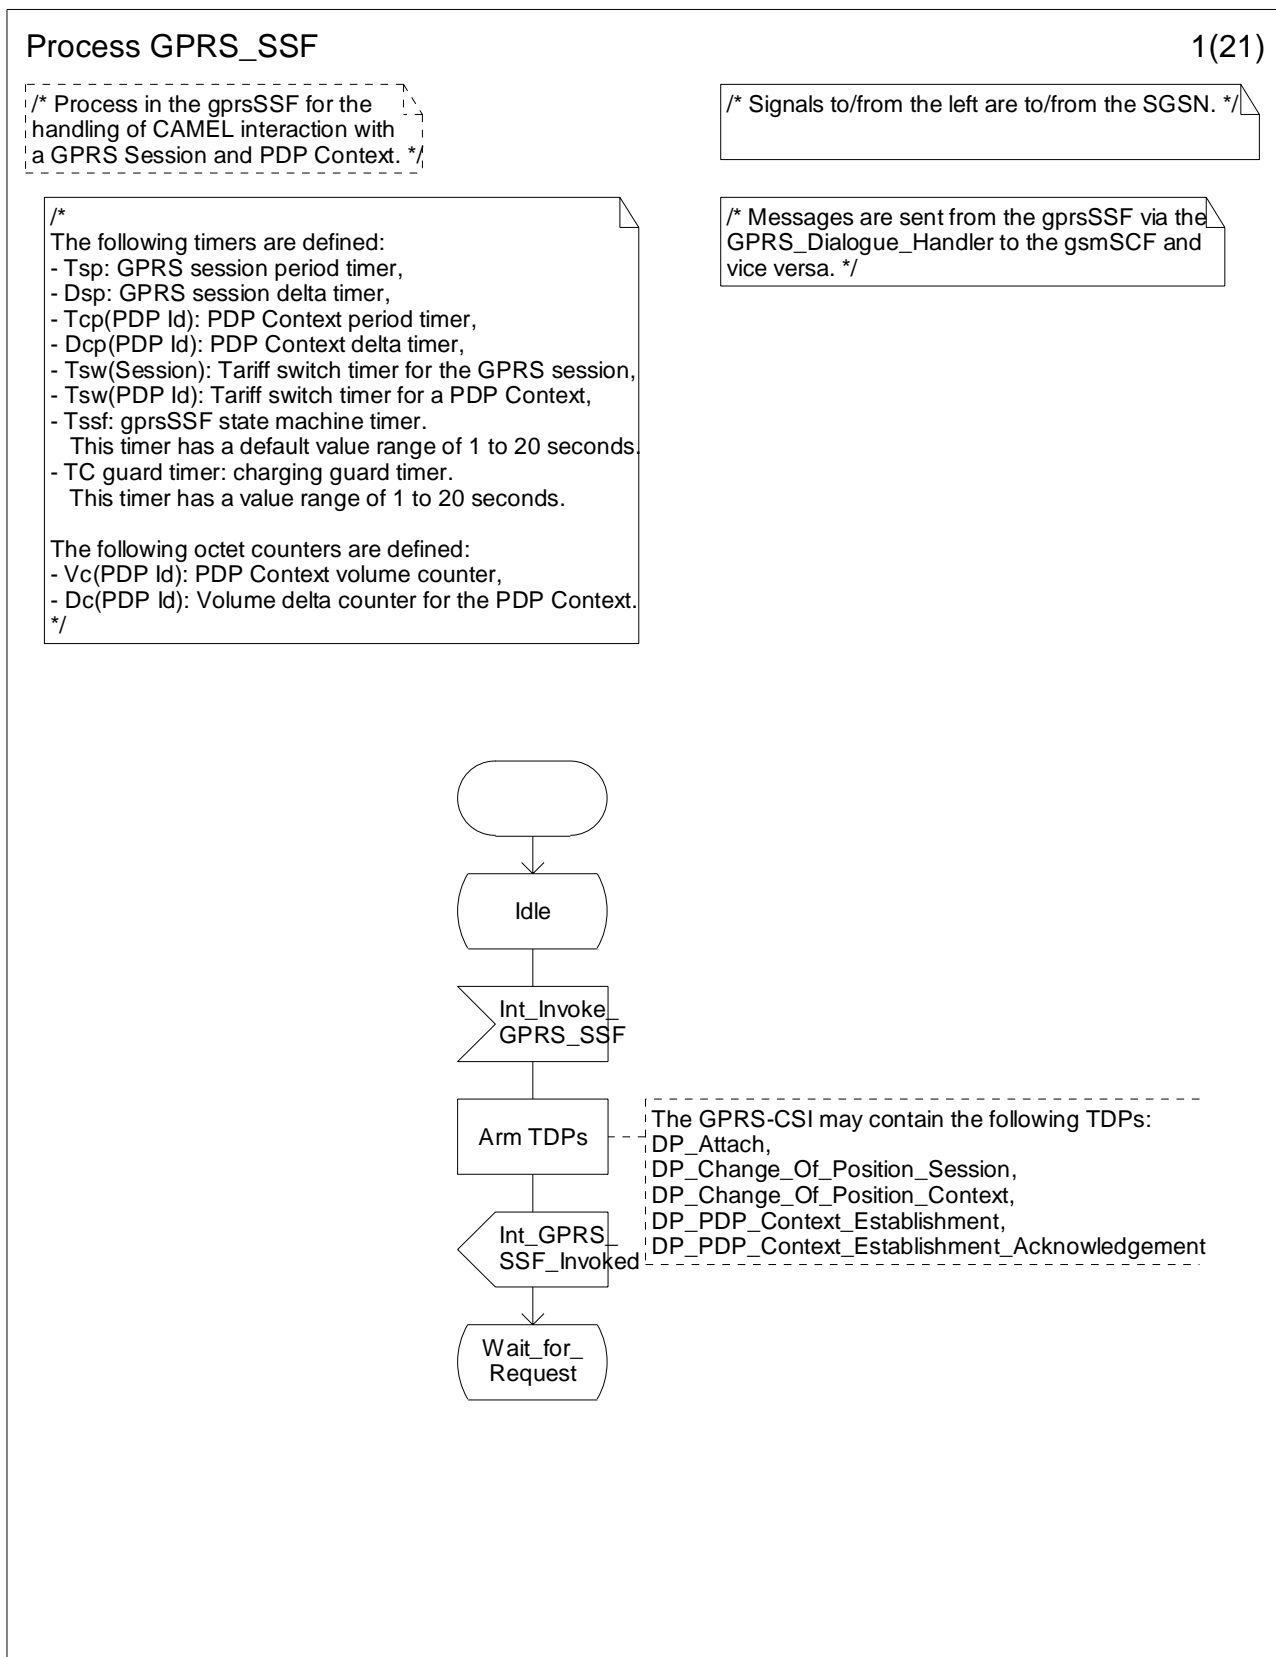 Process GPRS_SSF
1(21)
/* Process in the gprsSSF for the
handling of CAMEL interaction with
a GPRS Session and PDP Context. */
/* Signals to/from the left are to/from the SGSN. */
/*
The following timers are defined:
- Tsp: GPRS session period timer,
- Dsp: GPRS session delta timer,
- Tcp(PDP Id): PDP Context period timer,
- Dcp(PDP Id): PDP Context delta timer,
- Tsw(Session): Tariff switch timer for the GPRS session,
- Tsw(PDP Id): Tariff switch timer for a PDP Context,
- Tssf: gprsSSF state machine timer.
This timer has a default value range of 1 to 20 seconds.
- TC guard timer: charging guard timer.
This timer has a value range of 1 to 20 seconds.
The following octet counters are defined:
- Vc(PDP Id): PDP Context volume counter,
- Dc(PDP Id): Volume delta counter for the PDP Context.
*/
/* Messages are sent from the gprsSSF via the
GPRS_Dialogue_Handler to the gsmSCF and
vice versa. */
Idle
Int_Invoke_
GPRS_SSF
Arm TDPs
The GPRS-CSI may contain the following TDPs:
DP_Attach,
DP_Change_Of_Position_Session,
DP_Change_Of_Position_Context,
DP_PDP_Context_Establishment,
DP_PDP_Context_Establishment_Acknowledgement
Int_GPRS_
SSF_Invoked
Wait_for_
Request